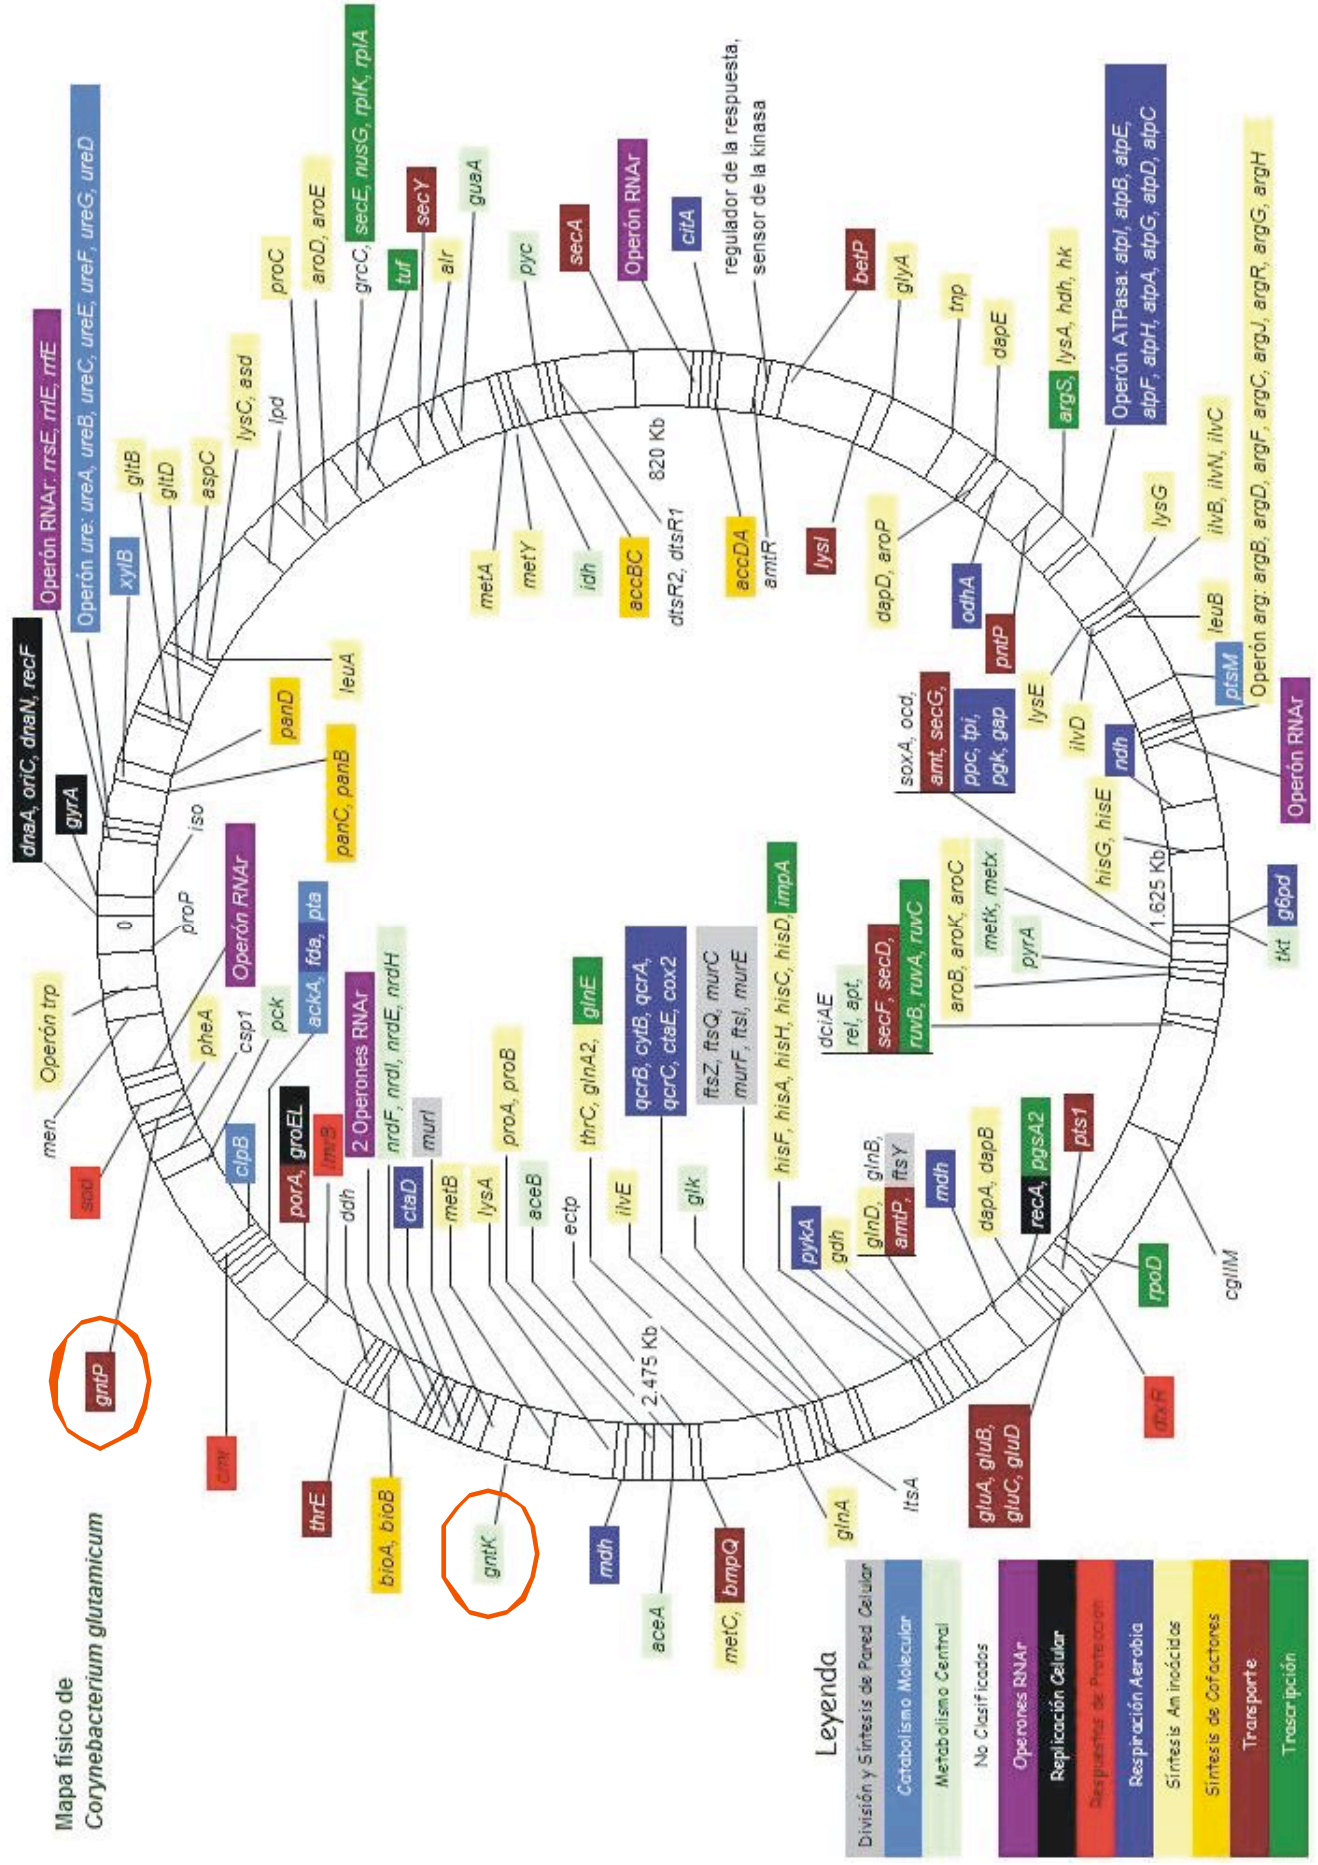 Mapa físico de
Corynebacterium glutamicum
dnaA, oriC, dnaN, recF
gyrA
Operón RNAr: rrsE, rrlE, rrfE
Operón ure: ureA, ureB, ureC, ureE, ureF, ureG, ureD
xylB
gltB
gltD
aspC
lysC, asd
lpd
proC
aroD, aroE
grcC, secE, nusG, rplK, rplA
tuf
secY
alr
guaA
pyc
secA
Operón RNAr
citA
regulador de la respuesta,
sensor de la kinasa
betP
glyA
tnp
dapE
argS, lysA, hdh, hk
Operón ATPasa: atpI, atpB, atpE,
atpF, atpH, atpA, atpG, atpD, atpC
lysG
ilvB, ilvN, ilvC
leuB
ptsM
Operón arg: argB, argD, argF, argC, argJ, argR, argG, argH
Operón RNAr
g6pd
tkt
cglIM
rpoD
dtxR
gluA, gluB,
gluC, gluD
ltsA
glnA
metC, bmpQ
aceA
mdh
gntK
bioA, bioB
thrE
cmr
gntP
sod
men
Operón trp
0
proP
iso
panC, panB
panD
leuA
Operón RNAr
pheA
csp1
pck
ackA, fda, pta
clpB
porA, groEL
lmrB
ddh
2 Operones RNAr
nrdF, nrdI, nrdE, nrdH
ctaD
murI
metB
lysA
proA, proB
aceB
ectp
thrC, glnA2, glnE
ilvE
qcrB, cytB, qcrA,
qcrC, ctaE, cox2
glk
ftsZ, ftsQ, murC
murF, ftsI, murE
hisF, hisA, hisH, hisC, hisD, impA
pykA
gdh
glnD, glnB,
amtP, ftsY
mdh
dapA, dapB
recA, pgsA2
pts1
2.475 Kb
metA
metY
idh
accBC
dtsR2, dtsR1
820 Kb
accDA
amtR
lysI
dapD, aroP
odhA
pntP
lysE
ilvD
ndh
hisG, hisE
1.625 Kb
soxA, ocd,
amt, secG,
ppc, tpi,
pgk, gap
metk, metx
pyrA
aroB, aroK, aroC
dciAE
rel, apt,
secF, secD,
ruvB, ruvA, ruvC
Leyenda
División y Síntesis de Pared Celular
Catabolismo Molecular
Metabolismo Central
No Clasificados
Operones RNAr
Replicación Celular
Respuestas de Protección
Respiración Aerobia
Síntesis Aminoácidos
Síntesis de Cofactores
Transporte
Trascripción